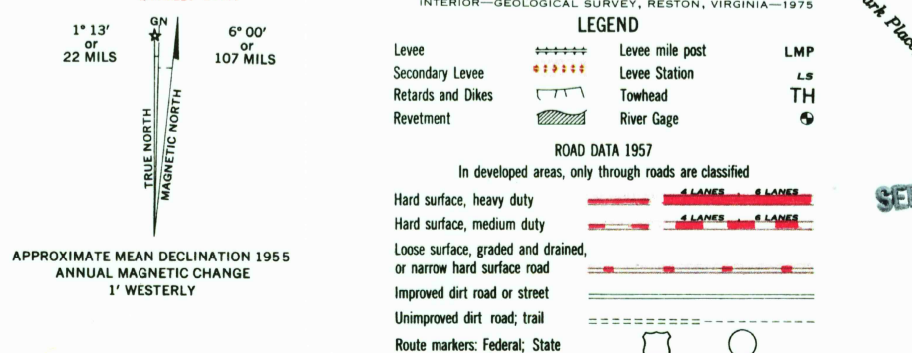 INTERIOR—GEOLOGICAL SURVEY, RESTON, VIRGINIA—1975
GN
1° 13′
or
22 MILS
6° 00′
or
107 MILS
TRUE NORTH
MAGNETIC NORTH
APPROXIMATE MEAN DECLINATION 1955
ANNUAL MAGNETIC CHANGE
1′ WESTERLY
LEGEND
Levee
Levee mile post LMP
Secondary Levee
Levee Station LS
Retards and Dikes
Towhead TH
Revetment
River Gage
ROAD DATA 1957
In developed areas, only through roads are classified
4 LANES 6 LANES
Hard surface, heavy duty
4 LANES 6 LANES
Hard surface, medium duty
Loose surface, graded and drained,
or narrow hard surface road
Improved dirt road or street
Unimproved dirt road; trail
Route markers: Federal; State